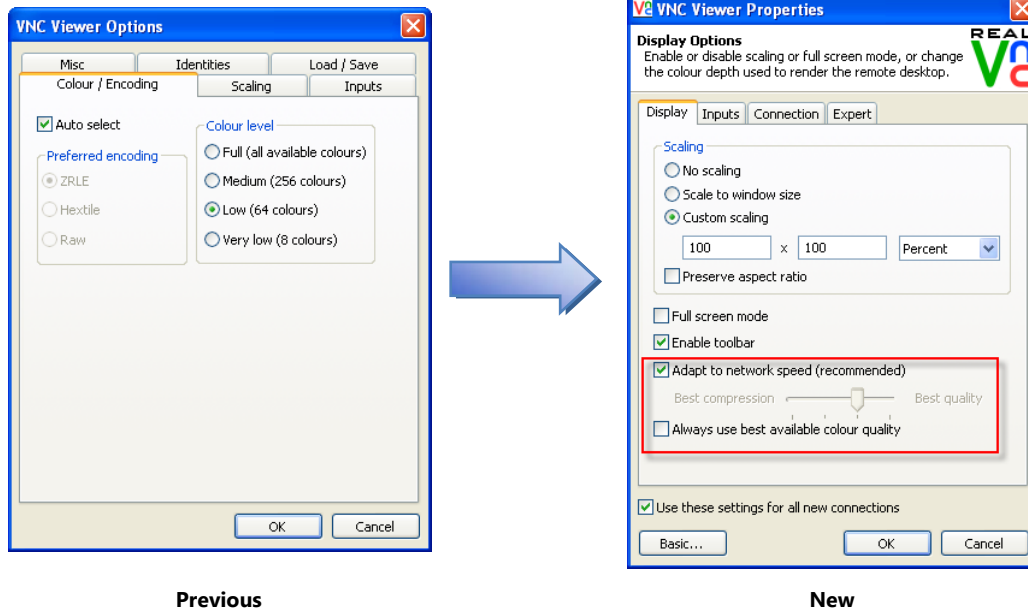 VNC Viewer Options
Misc
Identities
Load / Save
Colour / Encoding
Scaling
Inputs
Auto select
Preferred encoding
ZRLE
Hextile
Raw
Colour level
Full (all available colours)
Medium (256 colours)
Low (64 colours)
Very low (8 colours)
OK
Cancel
Previous
VNC Viewer Properties
Display Options
Enable or disable scaling or full screen mode, or change
the colour depth used to render the remote desktop.
REAL
VNC
Display
Inputs
Connection
Expert
Scaling
No scaling
Scale to window size
Custom scaling
100 x 100 Percent
Preserve aspect ratio
Full screen mode
Enable toolbar
Adapt to network speed (recommended)
Best compression
Best quality
Always use best available colour quality
Use these settings for all new connections
Basic...
OK
Cancel
New